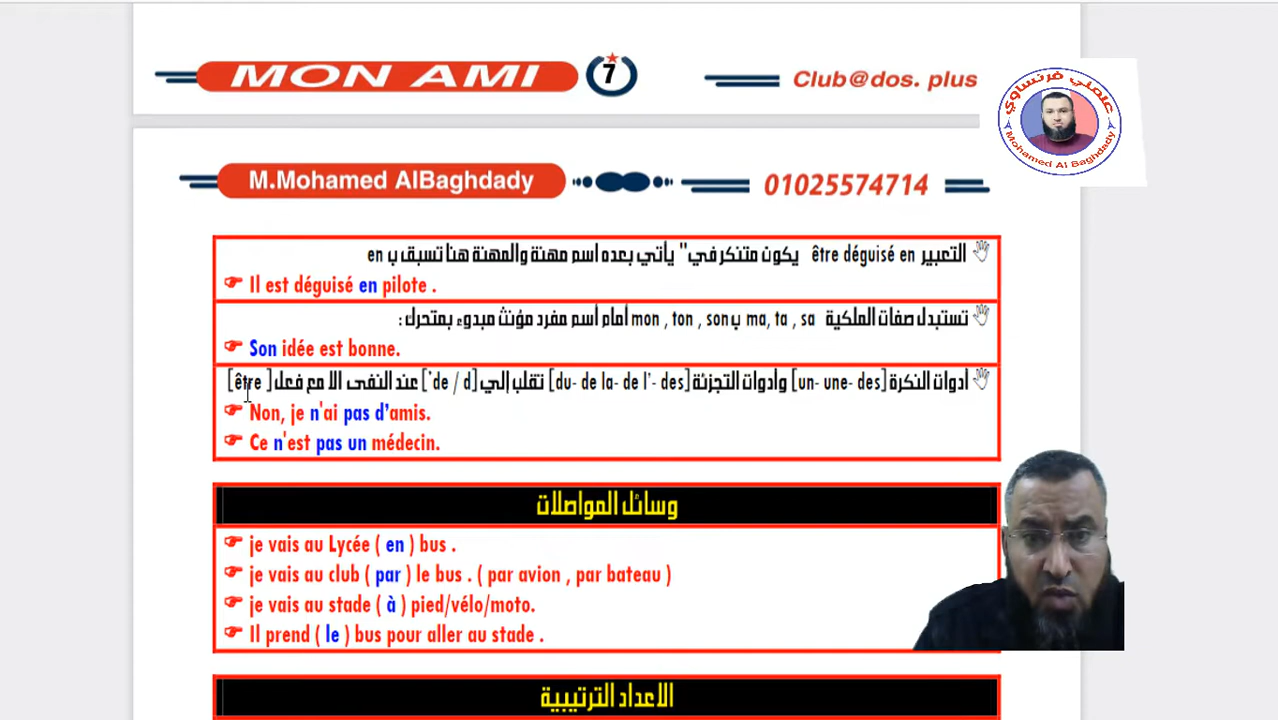 MON AMI 7 Club@dos. plus
علمني فرنساوي
Mohamed Al Baghdady
M.Mohamed AlBaghdady 01025574714
التعبير être déguisé en يكون متنكر في" يأتي بعده اسم مهنة والمهنة هنا تسبق ب en
Il est déguisé en pilote .
تستبدل صفات الملكية ma, ta , sa ب mon , ton , son أمام أسم مفرد مؤنث مبدوء بمتحرك :
Son idée est bonne.
أدوات النكرة [un- une- des] وأدوات التجزئة [du- de la- de l'- des] تقلب إلي [de / d'] عند النفى الا مع فعل [être ]
Non, je n'ai pas d'amis.
Ce n'est pas un médecin.
وسائل المواصلات
je vais au Lycée ( en ) bus .
je vais au club ( par ) le bus . ( par avion , par bateau )
je vais au stade ( à ) pied/vélo/moto.
Il prend ( le ) bus pour aller au stade .
الاعداد الترتيبية